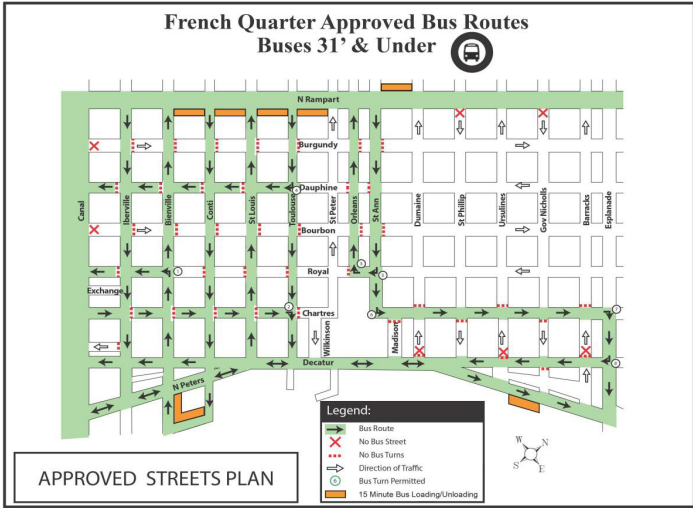 French Quarter Approved Bus Routes
Buses 31' & Under
N Rampart
Burgundy
Dauphine
Bourbon
Royal
Exchange
Chartres
Decatur
N Peters
Canal
Iberville
Bienville
Conti
St Louis
Toulouse
St Peter
Orleans
St Ann
Dumaine
St Phillip
Ursulines
Gov Nicholls
Barracks
Esplanade
Wilkinson
Madison
Legend:
Bus Route
No Bus Street
No Bus Turns
Direction of Traffic
6 Bus Turn Permitted
15 Minute Bus Loading/Unloading
W N
S E
APPROVED STREETS PLAN